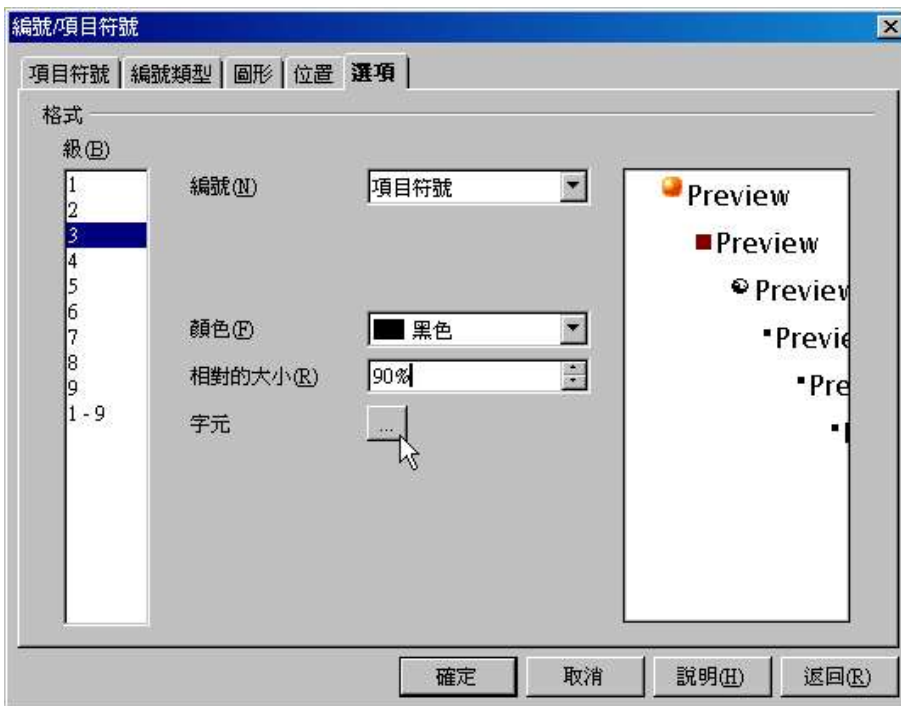 編號/項目符號
項目符號 編號類型 圖形 位置 選項
格式
級(B)
1
2
3
4
5
6
7
8
9
1 - 9
編號(N) 項目符號
顏色(F) 黑色
相對的大小(R) 90%
字元 ...
Preview
Preview
Preview
Previe
Pre
確定 取消 說明(H) 返回(R)